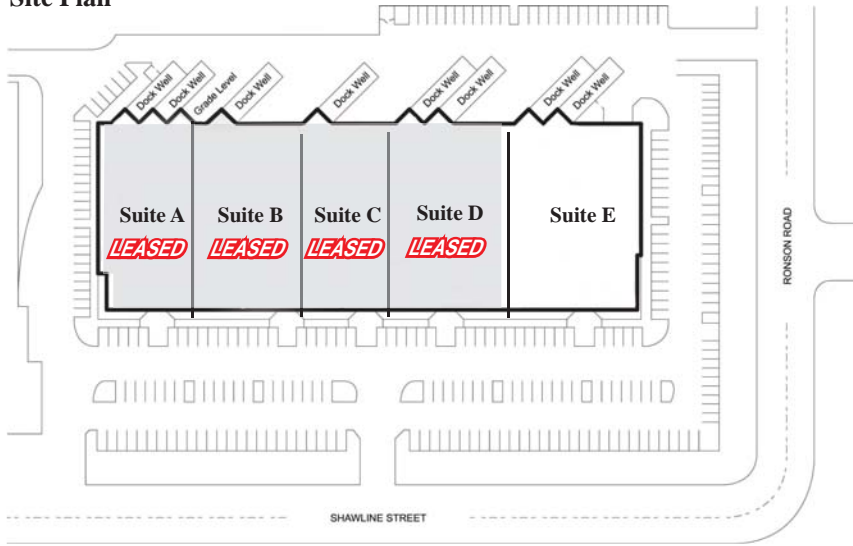 Site Plan
Dock Well
Dock Well
Grade Level
Dock Well
Dock Well
Dock Well
Dock Well
Dock Well
Dock Well
Suite A
LEASED
Suite B
LEASED
Suite C
LEASED
Suite D
LEASED
Suite E
RONSON ROAD
SHAWLINE STREET